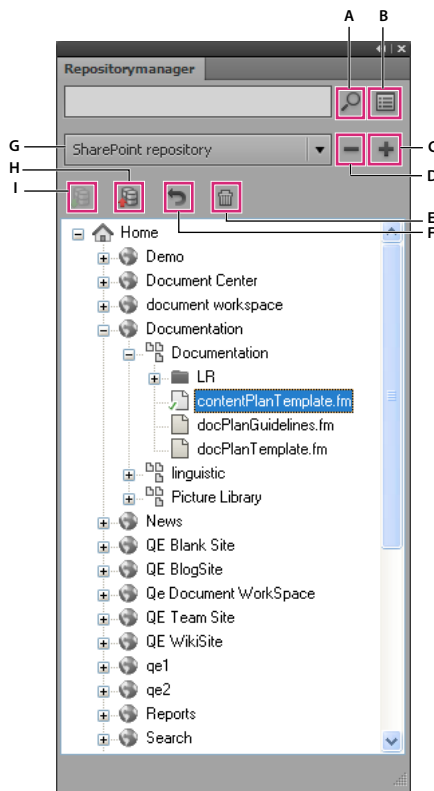 A
B
Repositorymanager
G
SharePoint repository
C
D
H
I
E
F
Home
Demo
Document Center
document workspace
Documentation
Documentation
LR
contentPlanTemplate.fm
docPlanGuidelines.fm
docPlanTemplate.fm
linguistic
Picture Library
News
QE Blank Site
QE BlogSite
Qe Document WorkSpace
QE Team Site
QE WikiSite
qe1
qe2
Reports
Search